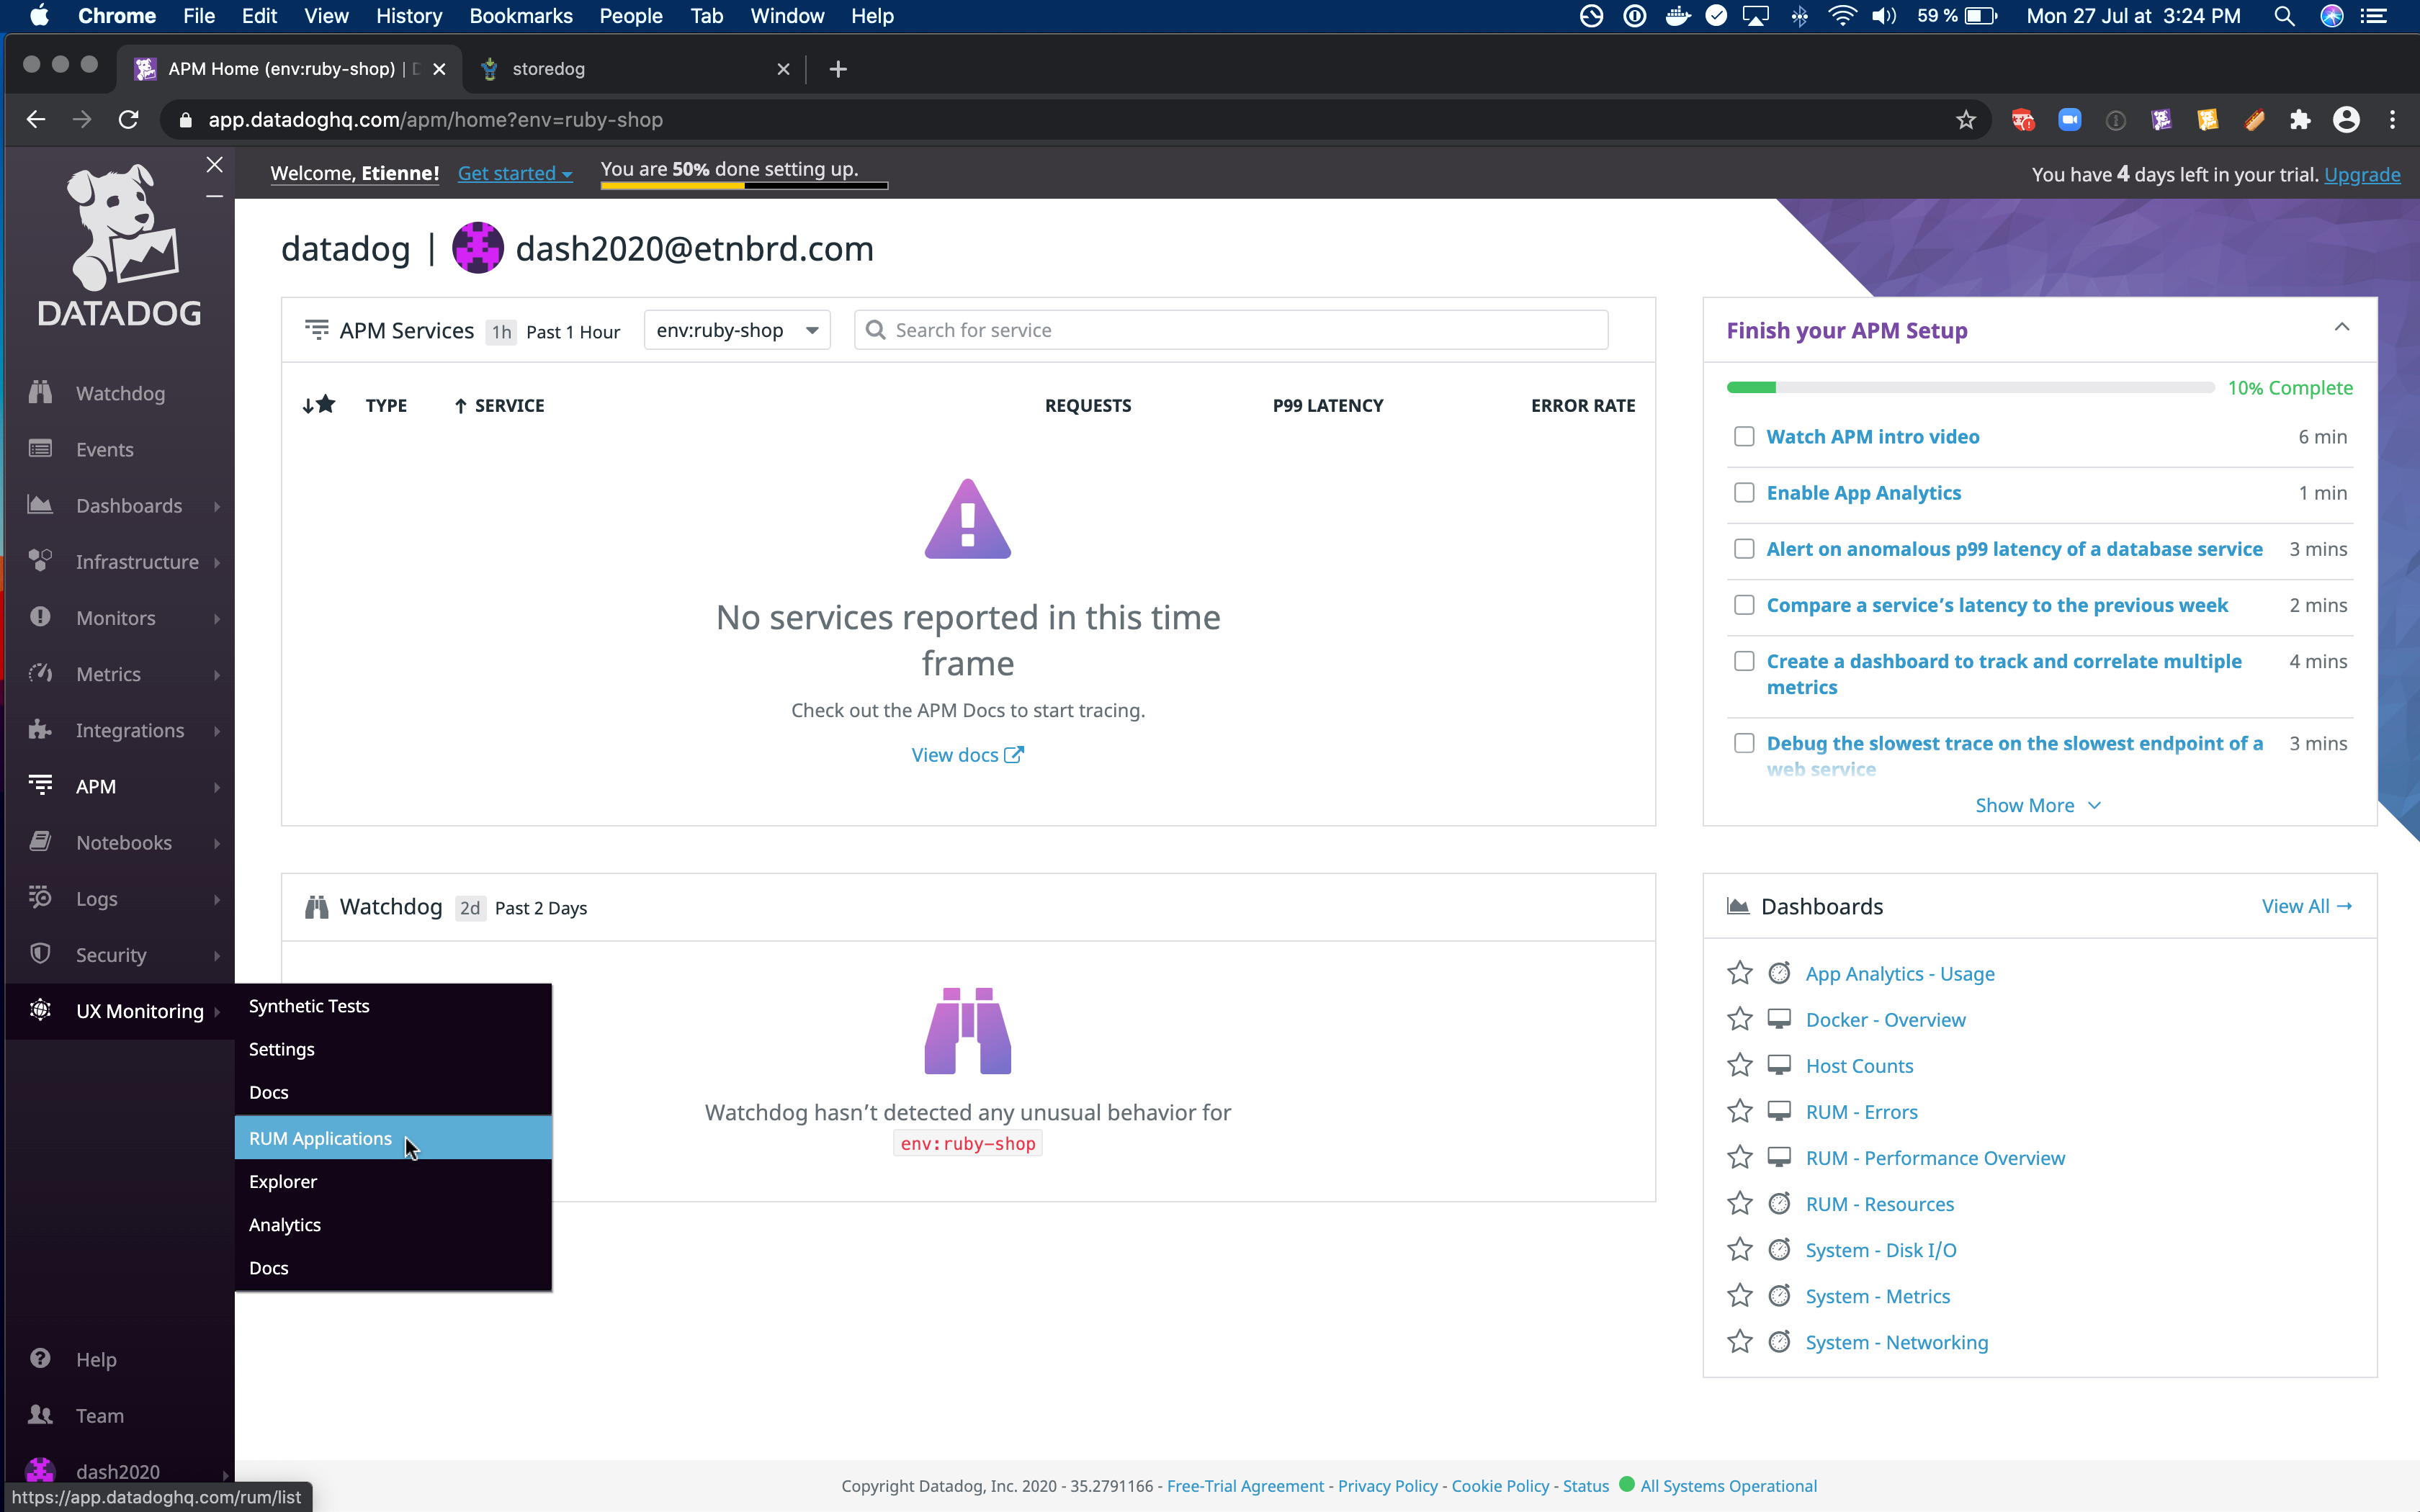 Chrome File Edit View History Bookmarks People Tab Window Help 59 % Mon 27 Jul at 3:24 PM
APM Home (env:ruby-shop) |
storedog
app.datadoghq.com/apm/home?env=ruby-shop
Welcome, Etienne! Get started You are 50% done setting up.
You have 4 days left in your trial. Upgrade
DATADOG
Watchdog
Events
Dashboards
Infrastructure
Monitors
Metrics
Integrations
APM
Notebooks
Logs
Security
UX Monitoring
Synthetic Tests
Settings
Docs
RUM Applications
Explorer
Analytics
Docs
Help
Team
dash2020
https://app.datadoghq.com/rum/list
datadog | dash2020@etnbrd.com
APM Services 1h Past 1 Hour env:ruby-shop Search for service
TYPE SERVICE REQUESTS P99 LATENCY ERROR RATE
No services reported in this time
frame
Check out the APM Docs to start tracing.
View docs
Watchdog 2d Past 2 Days
Watchdog hasn't detected any unusual behavior for
env:ruby-shop
Finish your APM Setup
10% Complete
Watch APM intro video 6 min
Enable App Analytics 1 min
Alert on anomalous p99 latency of a database service 3 mins
Compare a service's latency to the previous week 2 mins
Create a dashboard to track and correlate multiple 4 mins
metrics
Debug the slowest trace on the slowest endpoint of a 3 mins
web service
Show More
Dashboards View All →
App Analytics - Usage
Docker - Overview
Host Counts
RUM - Errors
RUM - Performance Overview
RUM - Resources
System - Disk I/O
System - Metrics
System - Networking
Copyright Datadog, Inc. 2020 - 35.2791166 - Free-Trial Agreement - Privacy Policy - Cookie Policy - Status All Systems Operational